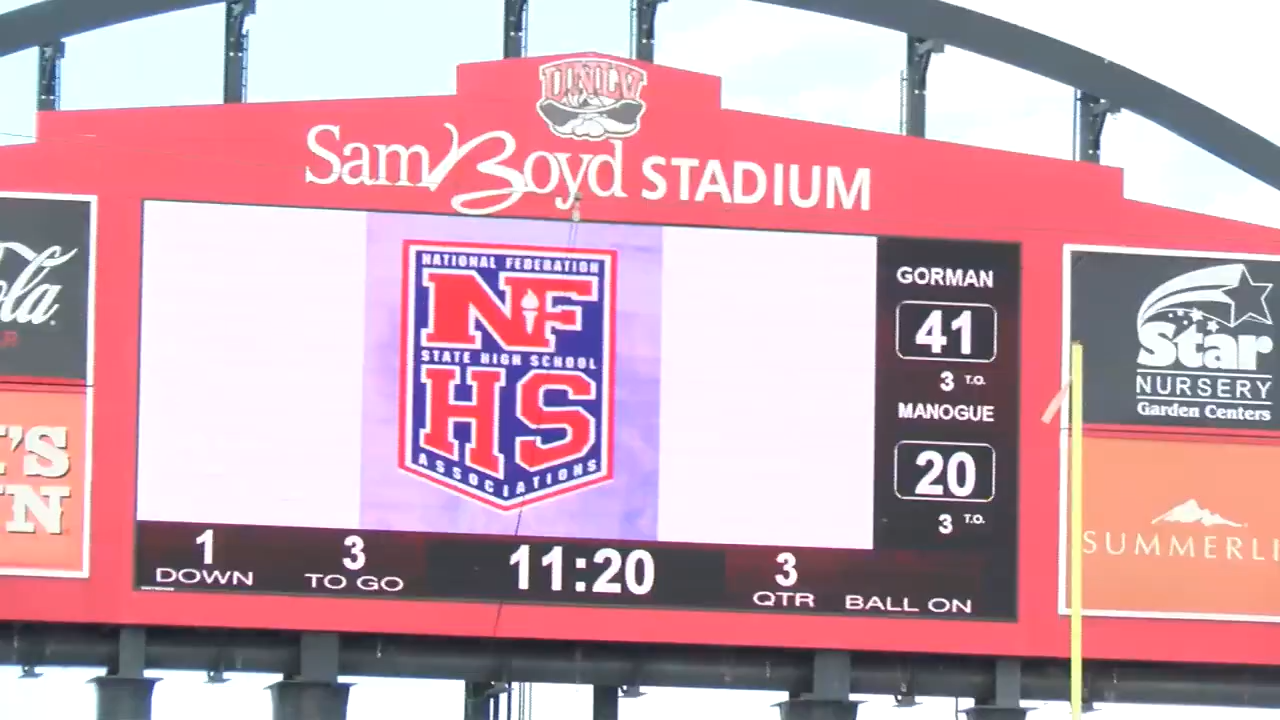 UNLV
Sam Boyd STADIUM
NATIONAL FEDERATION
NF
STATE HIGH SCHOOL
HS
ASSOCIATIONS
GORMAN
41
3 T.O.
MANOGUE
20
3 T.O.
1
DOWN
3
TO GO
11:20
3
QTR
BALL ON
ola
'S
N
Star
NURSERY
Garden Centers
SUMMERLI